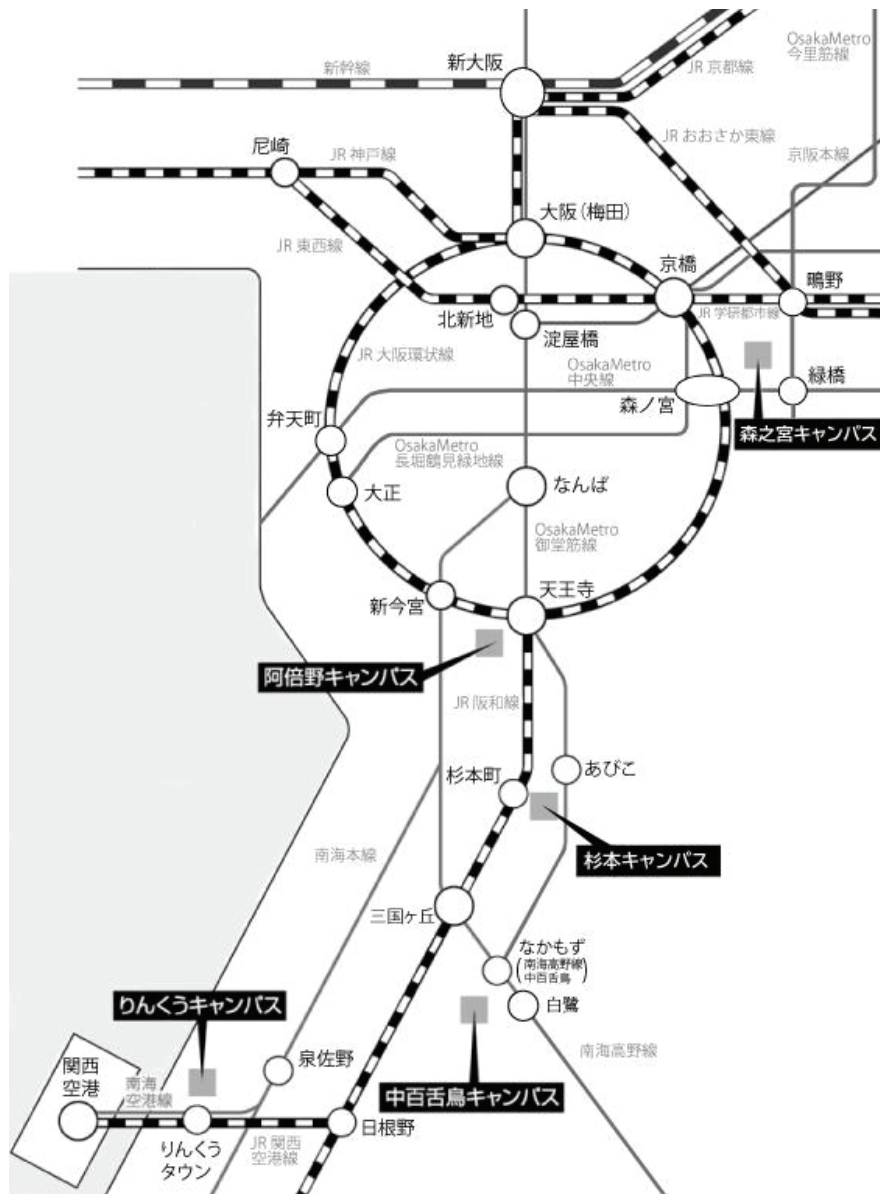 OsakaMetro
今里筋線
新大阪
新幹線
JR 京都線
JR おおさか東線
尼崎
JR 神戸線
京阪本線
大阪（梅田）
JR 東西線
京橋
鴫野
北新地
JR 学研都市線
淀屋橋
JR 大阪環状線
OsakaMetro
中央線
緑橋
森ノ宮
弁天町
森之宮キャンパス
OsakaMetro
長堀鶴見緑地線
大正
なんば
OsakaMetro
御堂筋線
天王寺
新今宮
阿倍野キャンパス
JR 阪和線
杉本町
あびこ
南海本線
杉本キャンパス
三国ヶ丘
なかもず
(南海高野線)
中百舌鳥
りんくうキャンパス
白鷺
南海高野線
関西
空港
泉佐野
南海
空港線
中百舌鳥キャンパス
日根野
りんくう
タウン
JR 関西
空港線